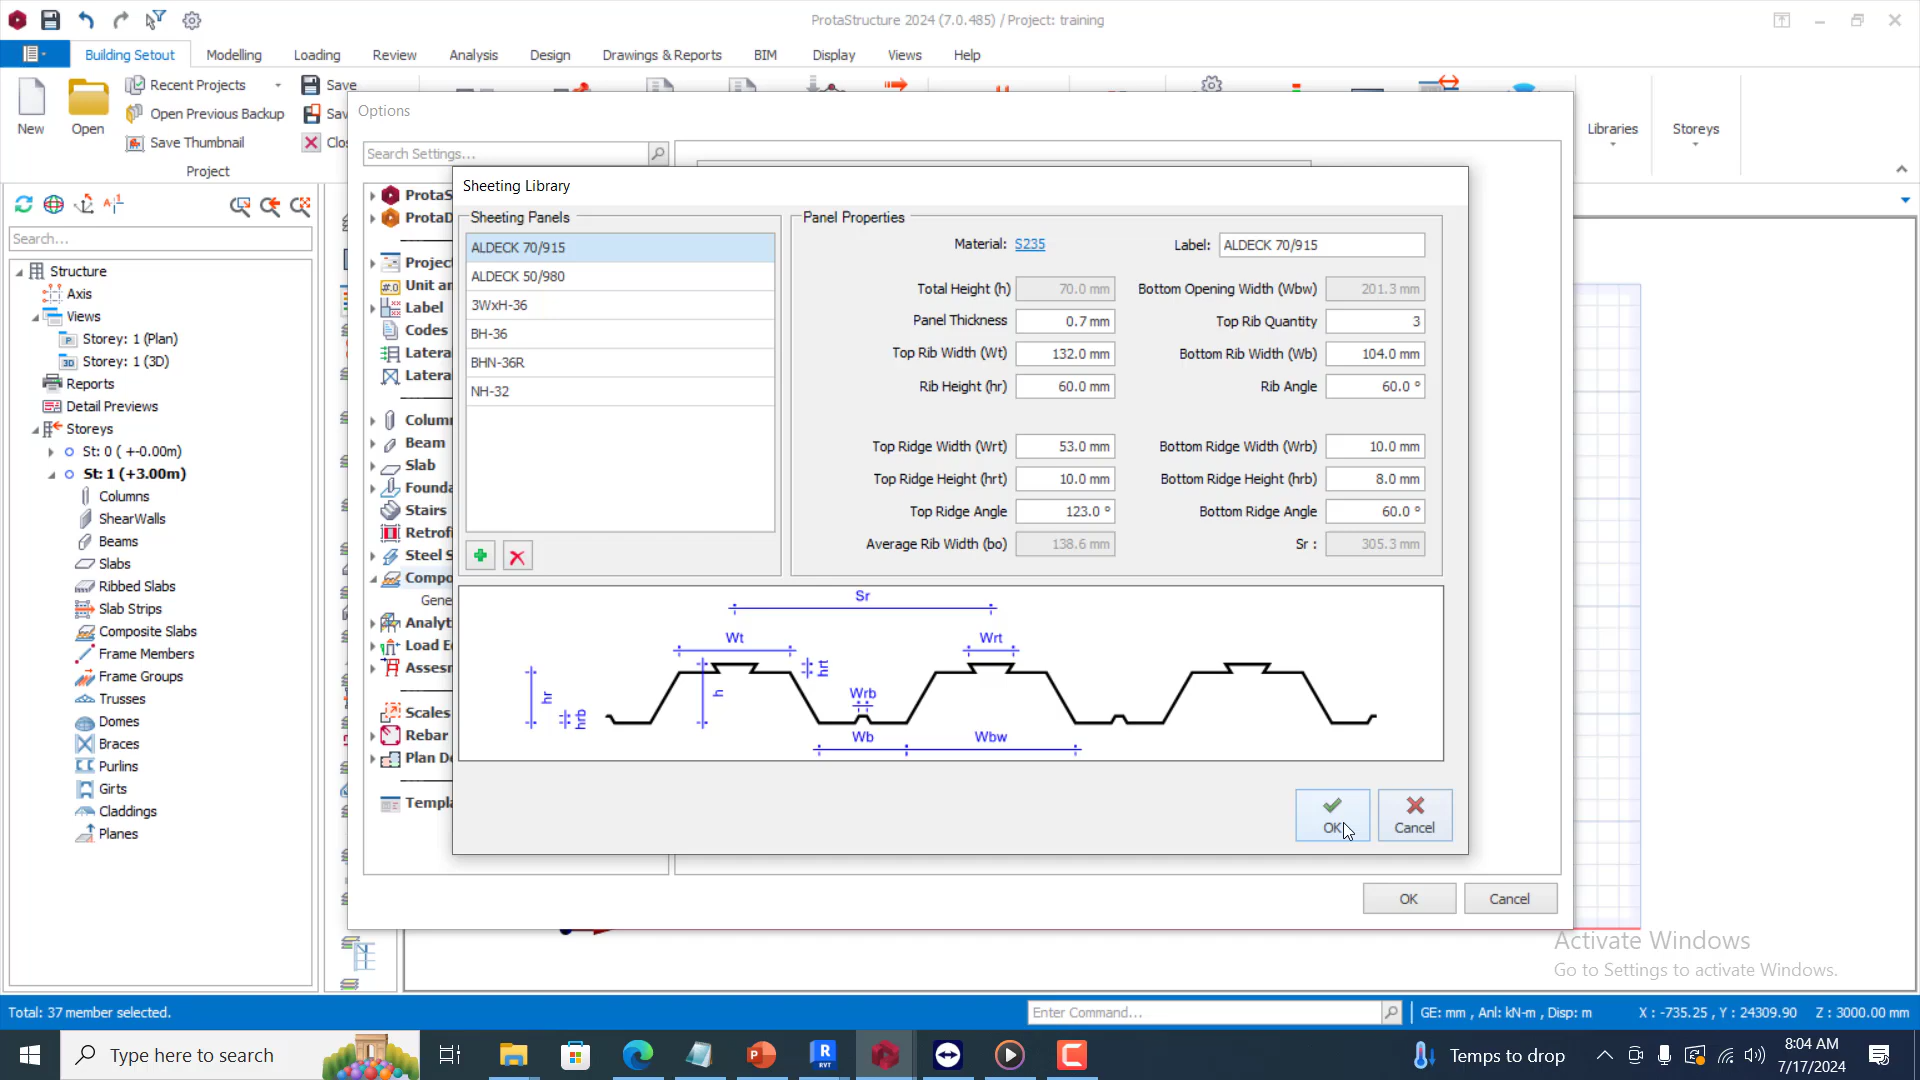 ProtaStructure 2024 (7.0.485) / Project: training
Building Setout Modelling Loading Review Analysis Design Drawings & Reports BIM Display Views Help
New
Open
Recent Projects
Open Previous Backup
Save Thumbnail
Save
Project
Libraries
Storeys
Search...
Structure
Axis
Views
Storey: 1 (Plan)
Storey: 1 (3D)
Reports
Detail Previews
Storeys
St: 0 ( +-0.00m)
St: 1 (+3.00m)
Columns
ShearWalls
Beams
Slabs
Ribbed Slabs
Slab Strips
Composite Slabs
Frame Members
Frame Groups
Trusses
Domes
Braces
Purlins
Girts
Claddings
Planes
Options
Search Settings...
Label
Codes
Beam
Slab
Stairs
Scales
Rebar
Sheeting Library
Sheeting Panels
ALDECK 70/915
ALDECK 50/980
3WxH-36
BH-36
BHN-36R
NH-32
Panel Properties
Material: S235
Label: ALDECK 70/915
Total Height (h) 70.0 mm
Bottom Opening Width (Wbw) 201.3 mm
Panel Thickness 0.7 mm
Top Rib Quantity 3
Top Rib Width (Wt) 132.0 mm
Bottom Rib Width (Wb) 104.0 mm
Rib Height (hr) 60.0 mm
Rib Angle 60.0 °
Top Ridge Width (Wrt) 53.0 mm
Bottom Ridge Width (Wrb) 10.0 mm
Top Ridge Height (hrt) 10.0 mm
Bottom Ridge Height (hrb) 8.0 mm
Top Ridge Angle 123.0 °
Bottom Ridge Angle 60.0 °
Average Rib Width (bo) 138.6 mm
Sr : 305.3 mm
Sr
Wt
Wrt
hrt
h
hr
hrb
Wrb
Wb
Wbw
OK
Cancel
OK
Cancel
Activate Windows
Go to Settings to activate Windows.
Total: 37 member selected.
Enter Command...
GE: mm , Anl: kN-m , Disp: m
X : -735.25 , Y : 24309.90
Z : 3000.00 mm
Type here to search
Temps to drop
8:04 AM
7/17/2024